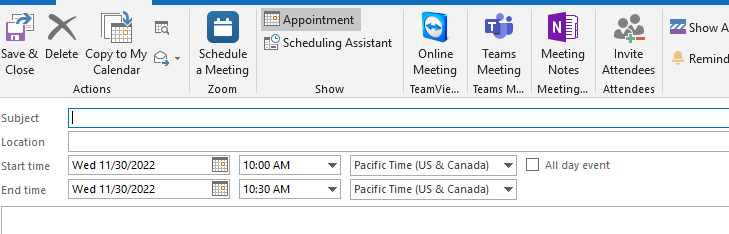 Save & Close
Delete
Copy to My Calendar
Actions
Schedule a Meeting
Zoom
Appointment
Scheduling Assistant
Show
Online Meeting
TeamVie...
Teams Meeting
Teams M...
Meeting Notes
Meeting...
Invite Attendees
Attendees
Show A
Remind
Subject
Location
Start time Wed 11/30/2022 10:00 AM Pacific Time (US & Canada) All day event
End time Wed 11/30/2022 10:30 AM Pacific Time (US & Canada)